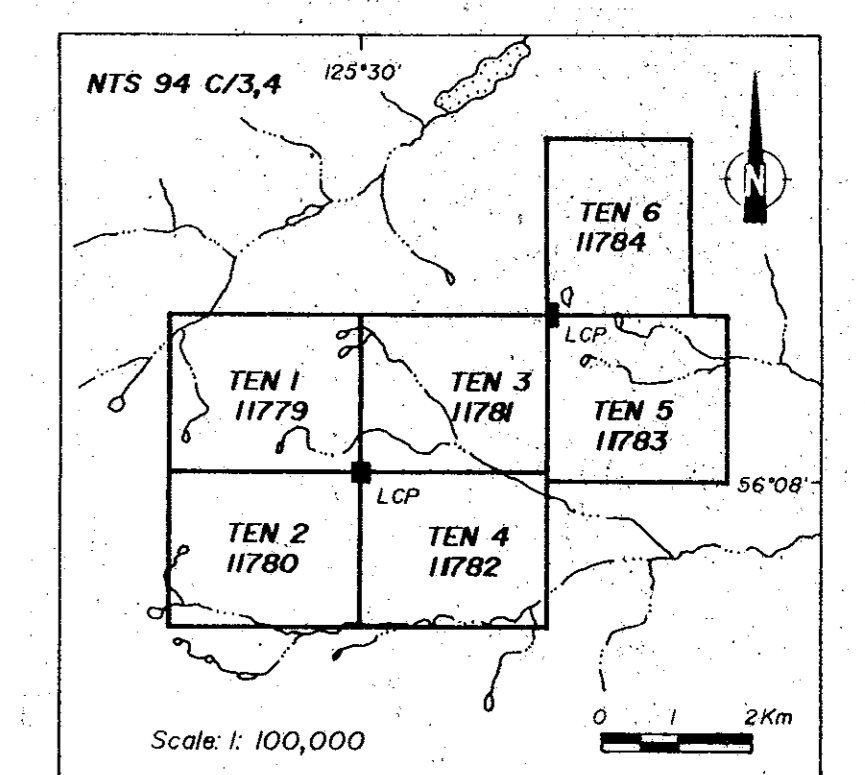 NTS 94 C/3,4
125°30'
N
TEN 6
11784
LCP
TEN 1
11779
TEN 3
11781
TEN 5
11783
56°08'
LCP
TEN 2
11780
TEN 4
11782
0 1 2Km
Scale: 1: 100,000